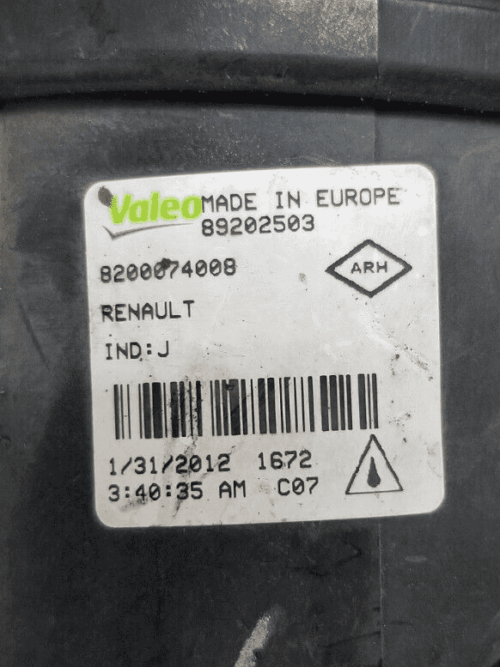 Valeo MADE IN EUROPE
89202503
8200074008
ARH
RENAULT
IND:J
1/31/2012 1672
3:40:35 AM C07